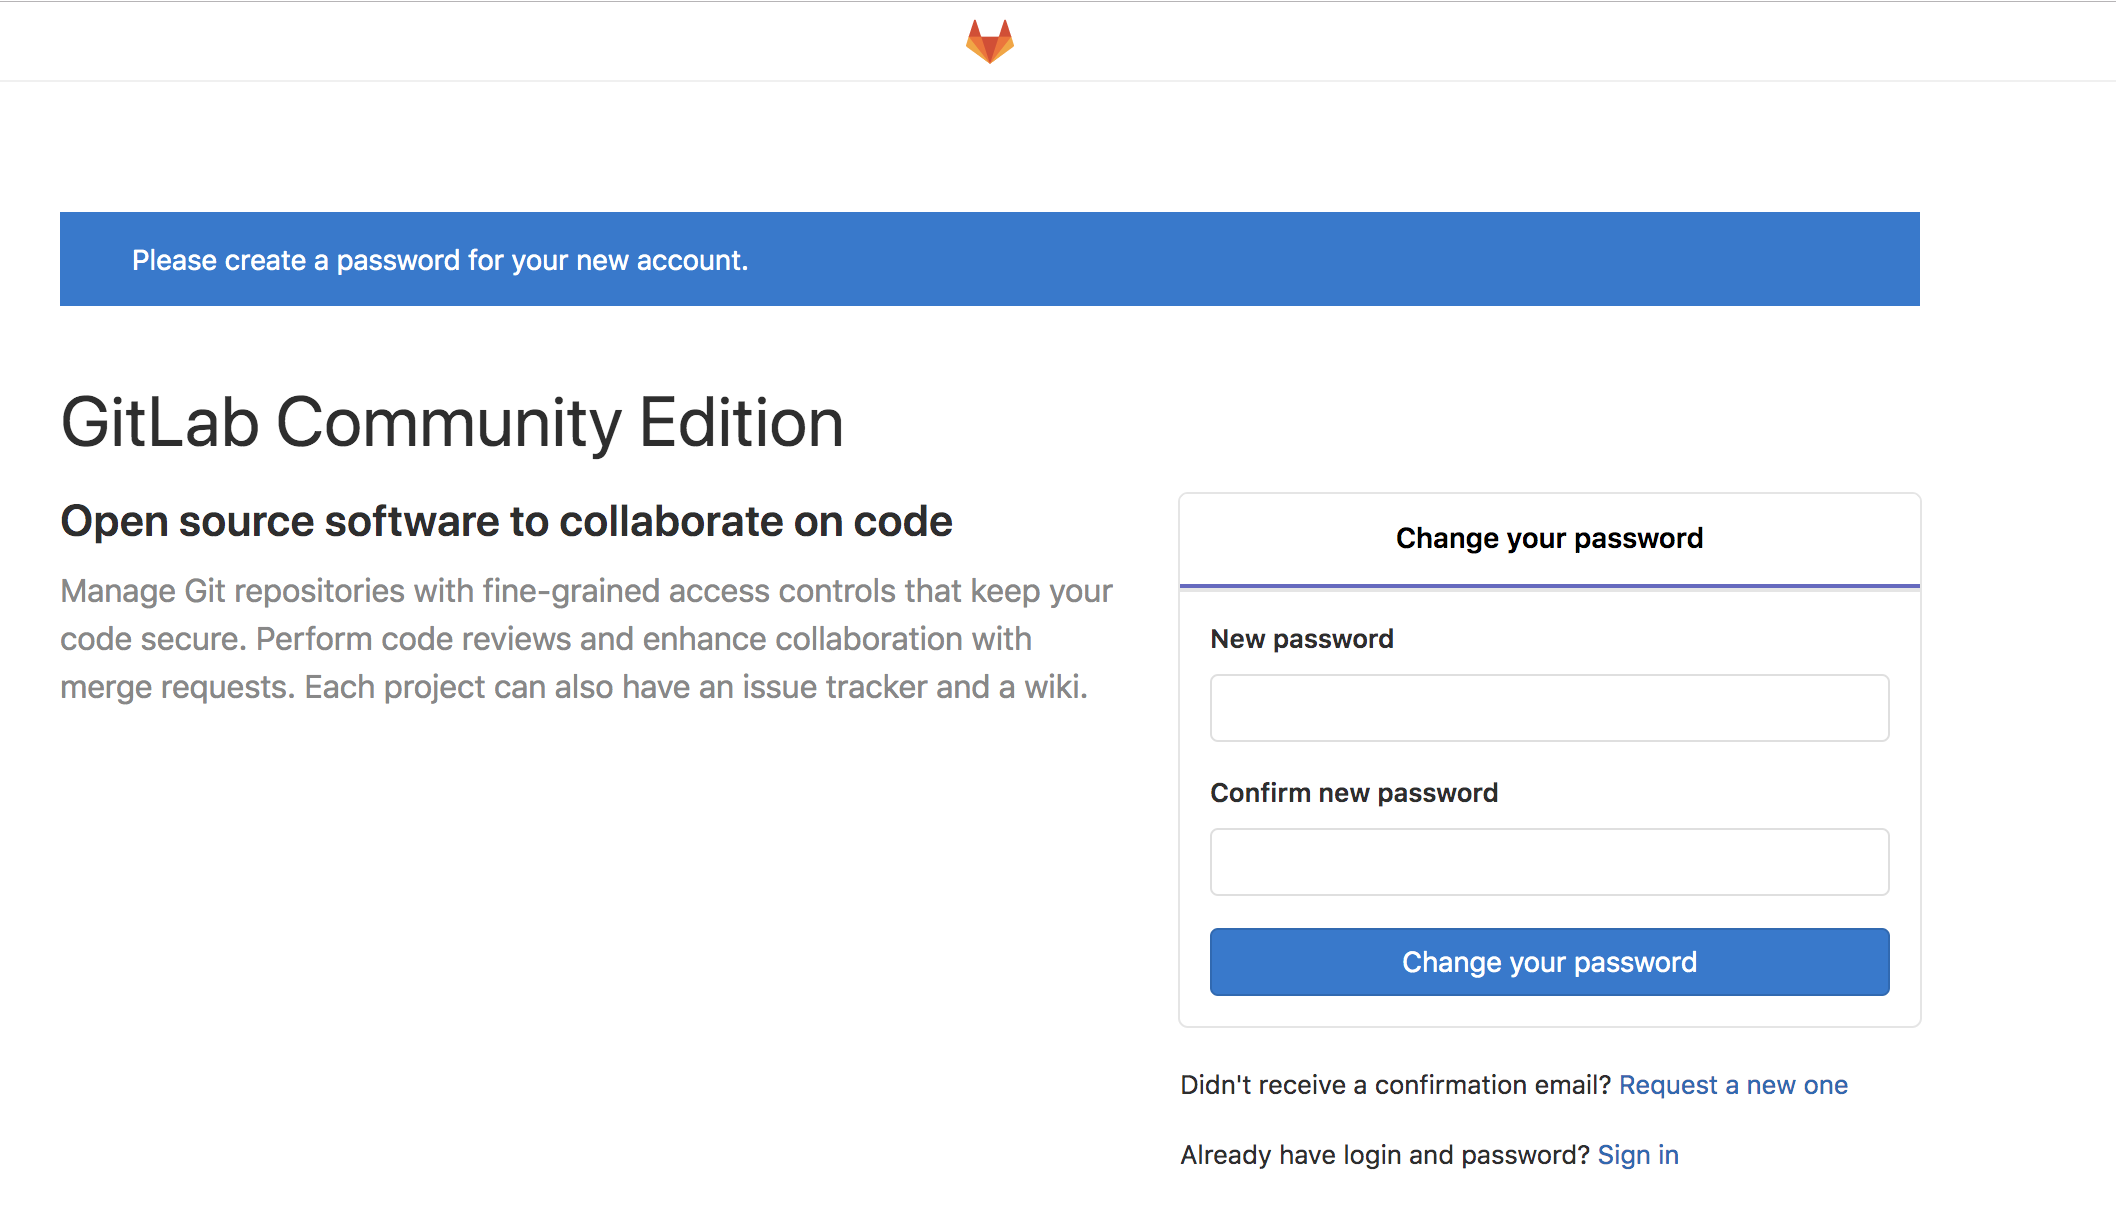 Please create a password for your new account.
GitLab Community Edition
Open source software to collaborate on code
Manage Git repositories with fine-grained access controls that keep your
code secure. Perform code reviews and enhance collaboration with
merge requests. Each project can also have an issue tracker and a wiki.
Change your password
New password
Confirm new password
Change your password
Didn't receive a confirmation email? Request a new one
Already have login and password? Sign in